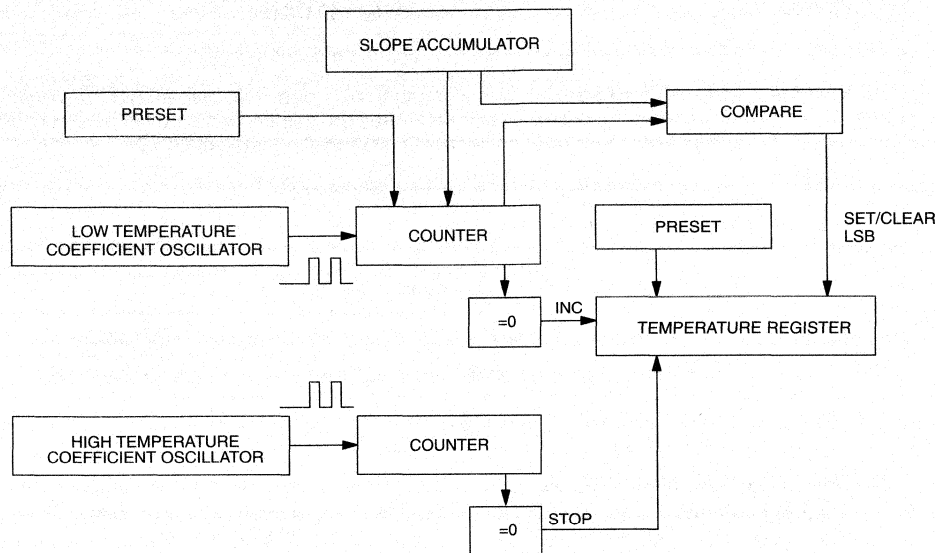 SLOPE ACCUMULATOR
PRESET
COMPARE
LOW TEMPERATURE
COEFFICIENT OSCILLATOR
COUNTER
PRESET
SET/CLEAR
LSB
=0
INC
TEMPERATURE REGISTER
HIGH TEMPERATURE
COEFFICIENT OSCILLATOR
COUNTER
=0
STOP